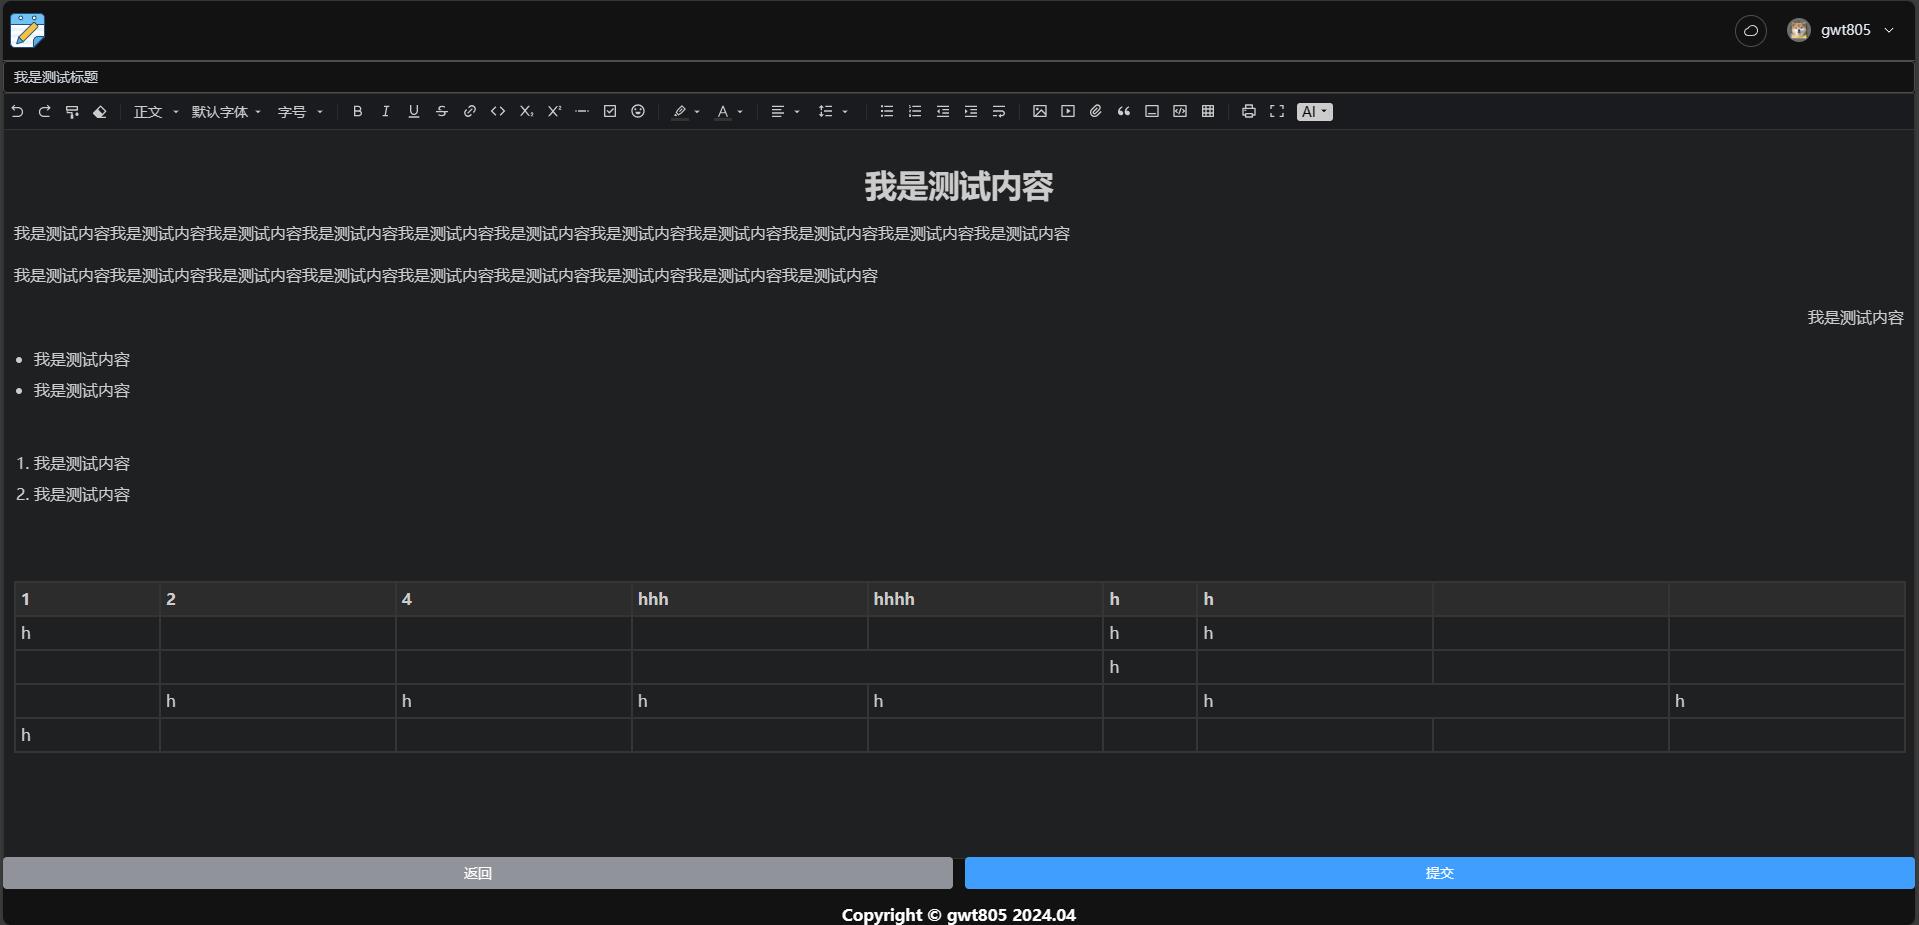 gwt805
我是测试标题
正文 默认字体 字号 B I U S X₂ X² A AI
我是测试内容
我是测试内容我是测试内容我是测试内容我是测试内容我是测试内容我是测试内容我是测试内容我是测试内容我是测试内容我是测试内容我是测试内容
我是测试内容我是测试内容我是测试内容我是测试内容我是测试内容我是测试内容我是测试内容我是测试内容我是测试内容
我是测试内容
• 我是测试内容
• 我是测试内容
1. 我是测试内容
2. 我是测试内容
1 2 4 hhh hhhh h h
h h h
h
h h h h h h
h
返回 提交
Copyright © gwt805 2024.04